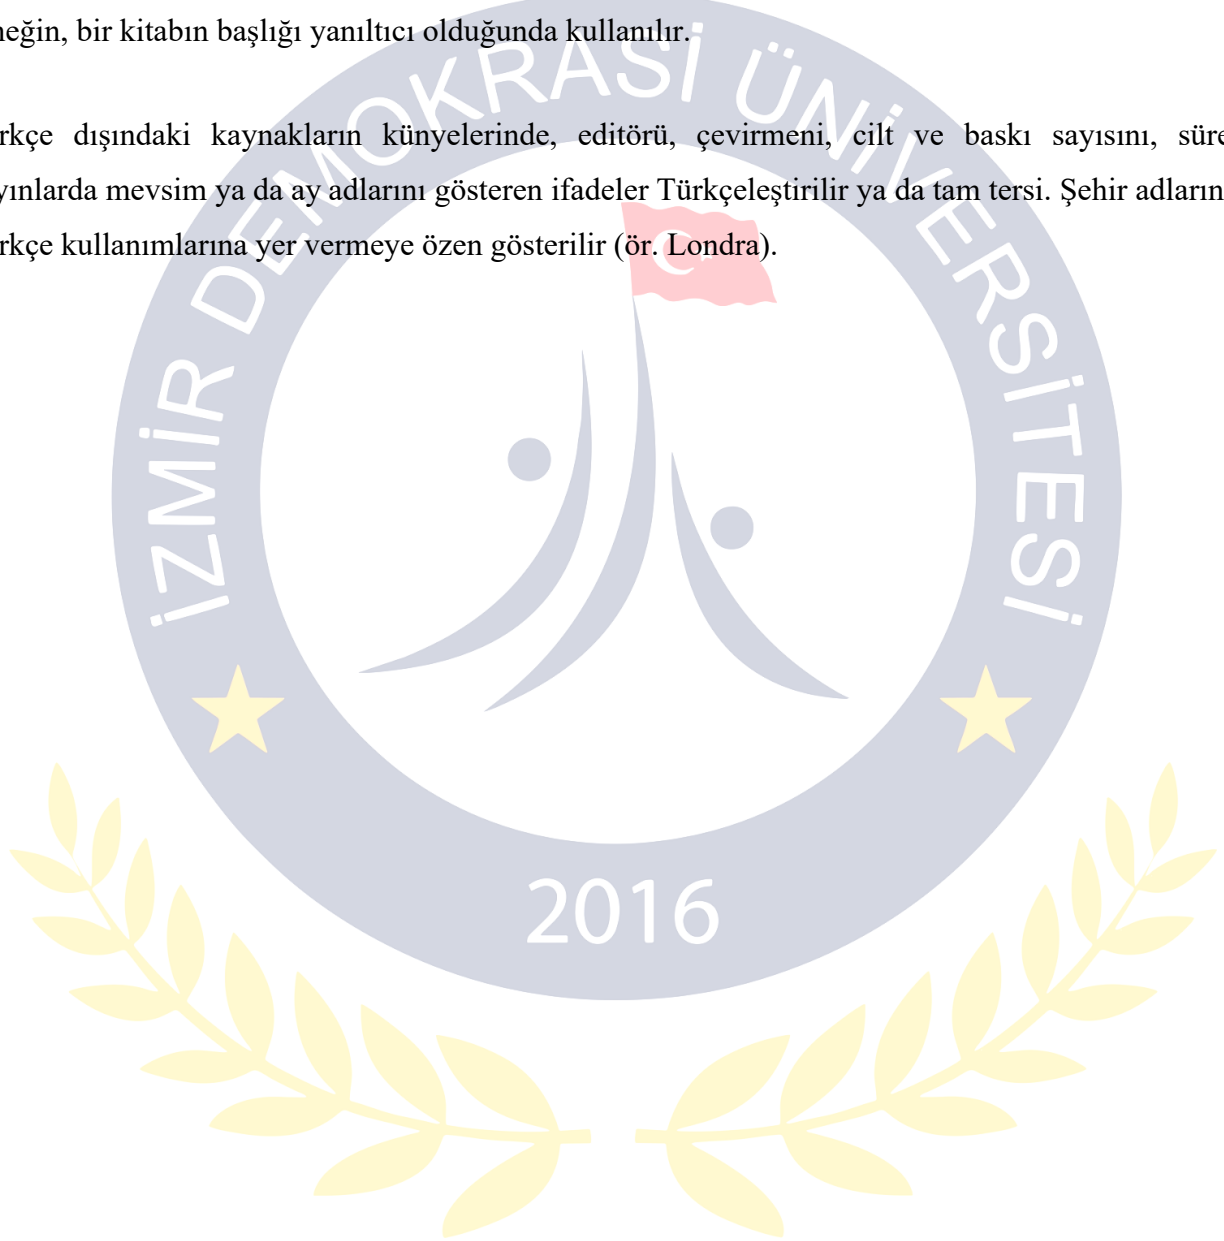 neğin, bir kitabın başlığı yanıltıcı olduğunda kullanılır.
rkçe dışındaki kaynakların künyelerinde, editörü, çevirmeni, cilt ve baskı sayısını, süre
yınlarda mevsim ya da ay adlarını gösteren ifadeler Türkçeleştirilir ya da tam tersi. Şehir adların
rkçe kullanımlarına yer vermeye özen gösterilir (ör. Londra).
İZMİR DEMOKRASİ ÜNİVERSİTESİ
2016